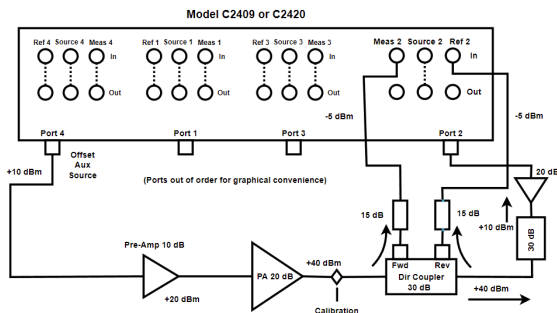 Model C2409 or C2420
Ref 4 Source 4 Meas 4
Ref 1 Source 1 Meas 1
Ref 3 Source 3 Meas 3
Meas 2 Source 2 Ref 2
In
In
In
In
Out
Out
Out
Out
-5 dBm
-5 dBm
Port 4
Port 1
Port 3
Port 2
+10 dBm
Offset
Aux
Source
(Ports out of order for graphical convenience)
20 dB
15 dB
15 dB
+10 dBm
30 dB
Pre-Amp 10 dB
+20 dBm
PA 20 dB
+40 dBm
Calibration
Fwd
Rev
Dir Coupler
30 dB
+40 dBm